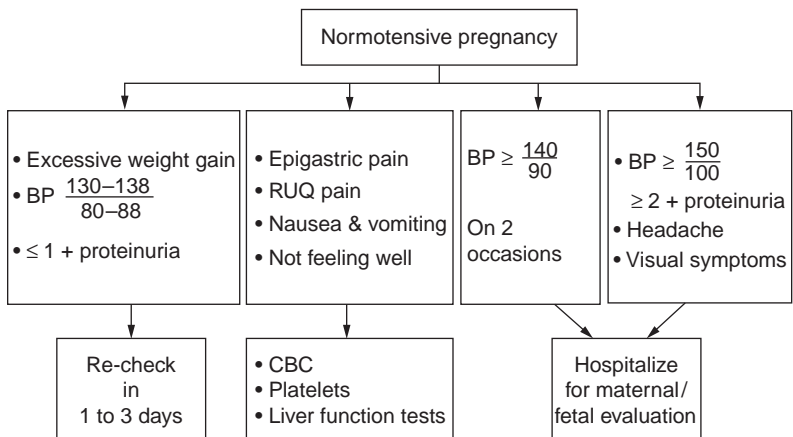 Normotensive pregnancy
• Excessive weight gain
• BP 130–138
80–88
• ≤ 1 + proteinuria
• Epigastric pain
• RUQ pain
• Nausea & vomiting
• Not feeling well
BP ≥ 140
90
On 2
occasions
• BP ≥ 150
100
≥ 2 + proteinuria
• Headache
• Visual symptoms
Re-check
in
1 to 3 days
• CBC
• Platelets
• Liver function tests
Hospitalize
for maternal/
fetal evaluation